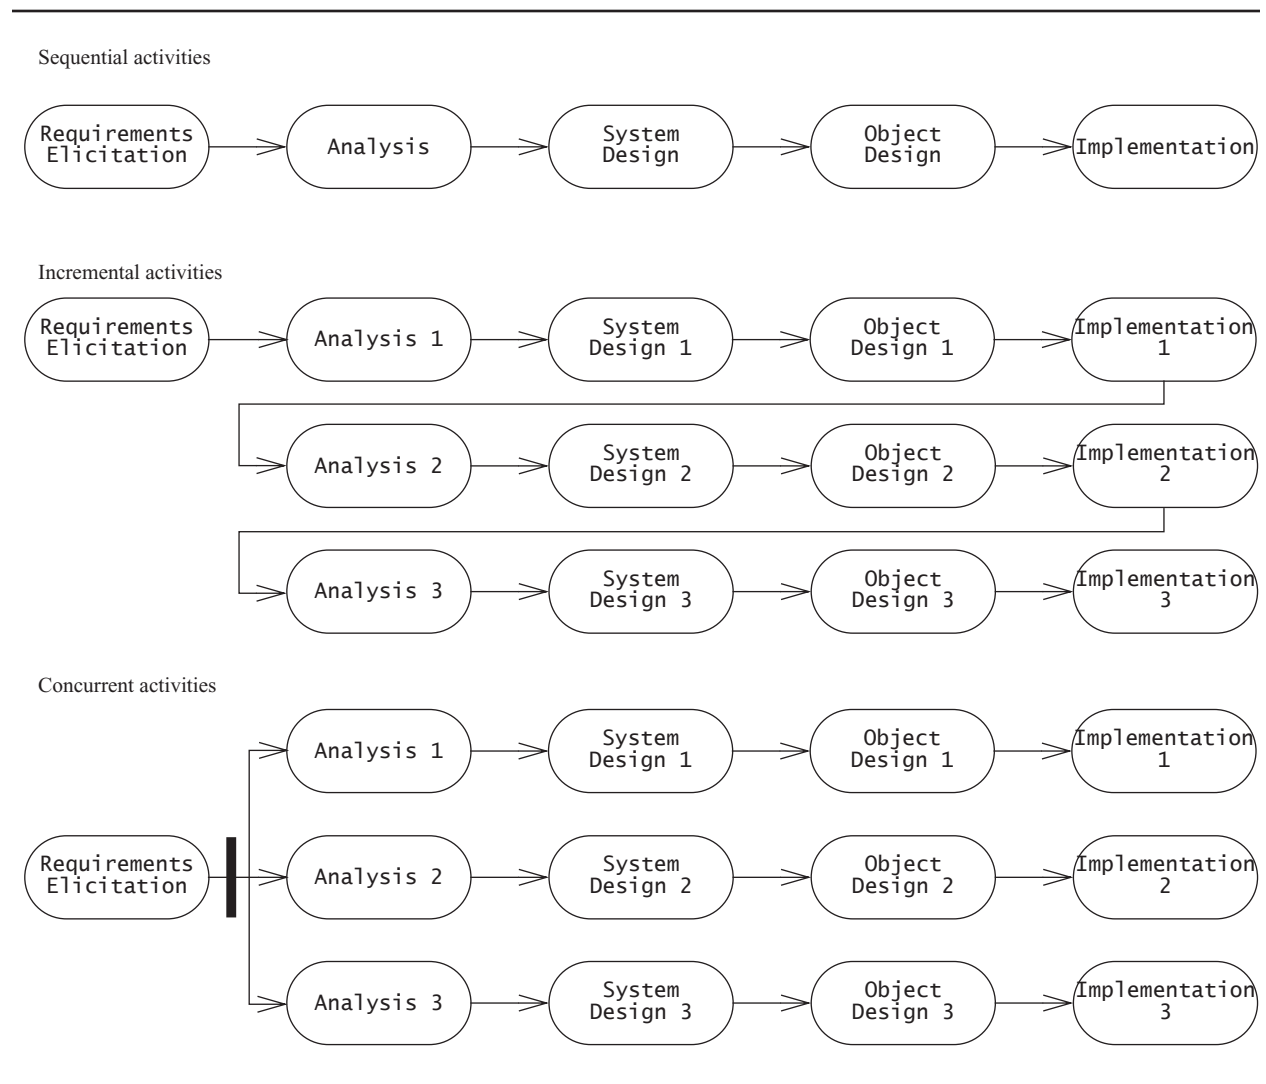 Sequential activities
Requirements
Elicitation
Analysis
System
Design
Object
Design
Implementation
Incremental activities
Requirements
Elicitation
Analysis 1
System
Design 1
Object
Design 1
Implementation
1
Analysis 2
System
Design 2
Object
Design 2
Implementation
2
Analysis 3
System
Design 3
Object
Design 3
Implementation
3
Concurrent activities
Analysis 1
System
Design 1
Object
Design 1
Implementation
1
Requirements
Elicitation
Analysis 2
System
Design 2
Object
Design 2
Implementation
2
Analysis 3
System
Design 3
Object
Design 3
Implementation
3